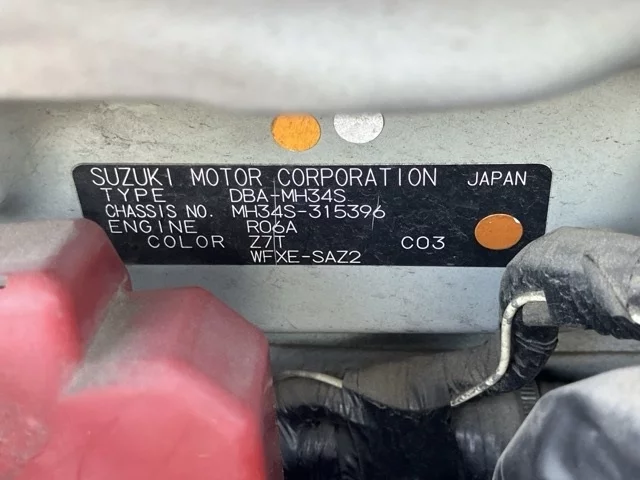 SUZUKI MOTOR CORPORATION JAPAN
TYPE DBA-MH34S
CHASSIS NO. MH34S-315396
ENGINE R06A
COLOR Z7T C03
WFXE-SAZ2